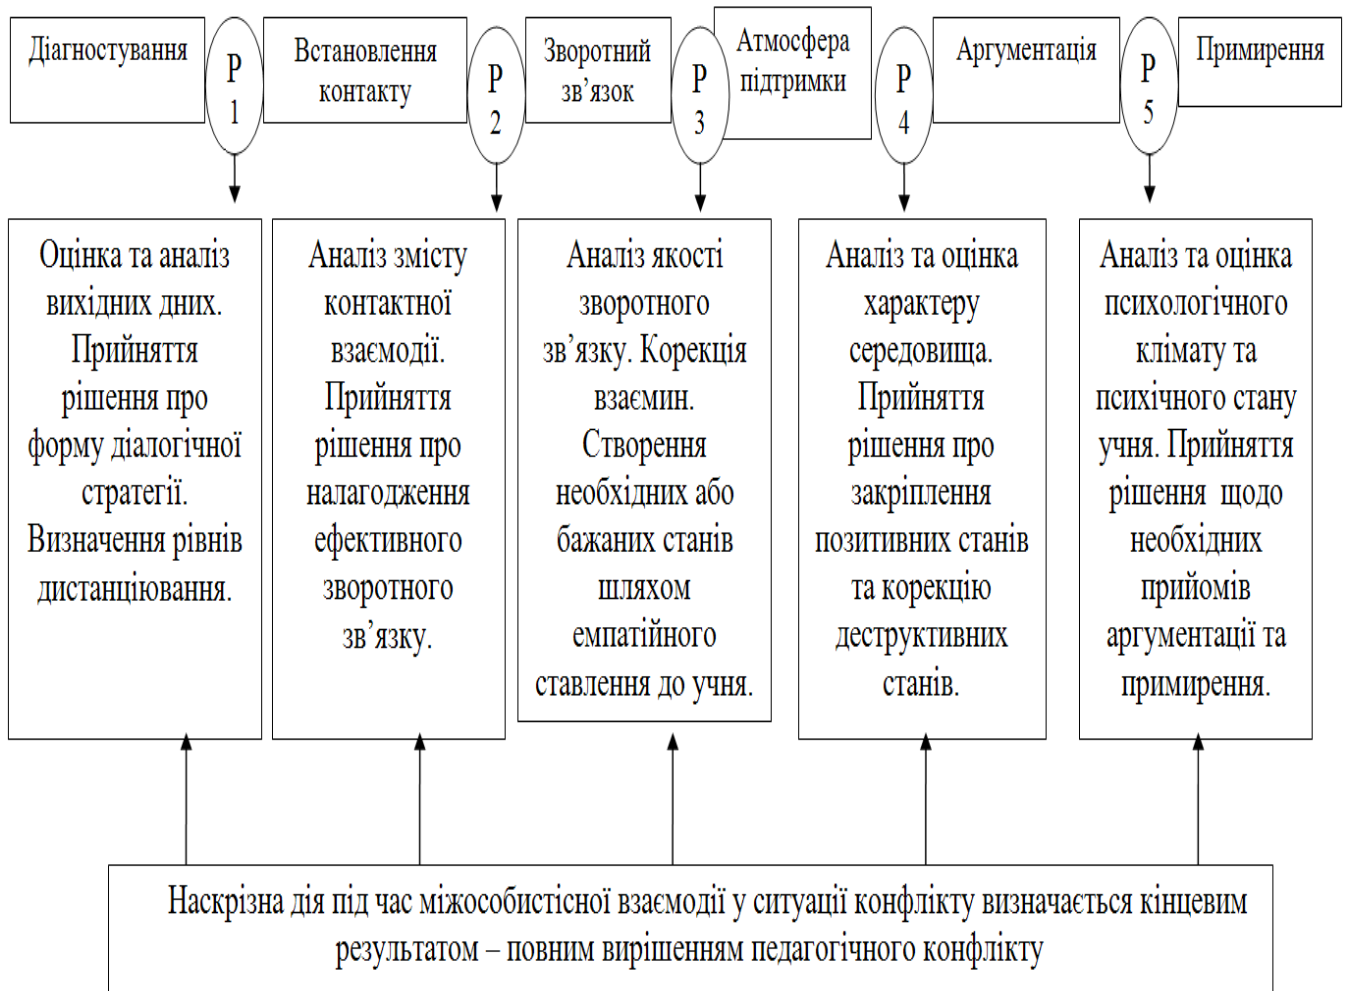 Діагностування
Р
1
Встановлення
контакту
Р
2
Зворотний
зв’язок
Р
3
Атмосфера
підтримки
Р
4
Аргументація
Р
5
Примирення
Оцінка та аналіз
вихідних дних.
Прийняття
рішення про
форму діалогічної
стратегії.
Визначення рівнів
дистанціювання.
Аналіз змісту
контактної
взаємодії.
Прийняття
рішення про
налагодження
ефективного
зворотного
зв’язку.
Аналіз якості
зворотного
зв’язку. Корекція
взаємин.
Створення
необхідних або
бажаних станів
шляхом
емпатійного
ставлення до учня.
Аналіз та оцінка
характеру
середовища.
Прийняття
рішення про
закріплення
позитивних станів
та корекцію
деструктивних
станів.
Аналіз та оцінка
психологічного
клімату та
психічного стану
учня. Прийняття
рішення щодо
необхідних
прийомів
аргументації та
примирення.
Наскрізна дія під час міжособистісної взаємодії у ситуації конфлікту визначається кінцевим
результатом – повним вирішенням педагогічного конфлікту